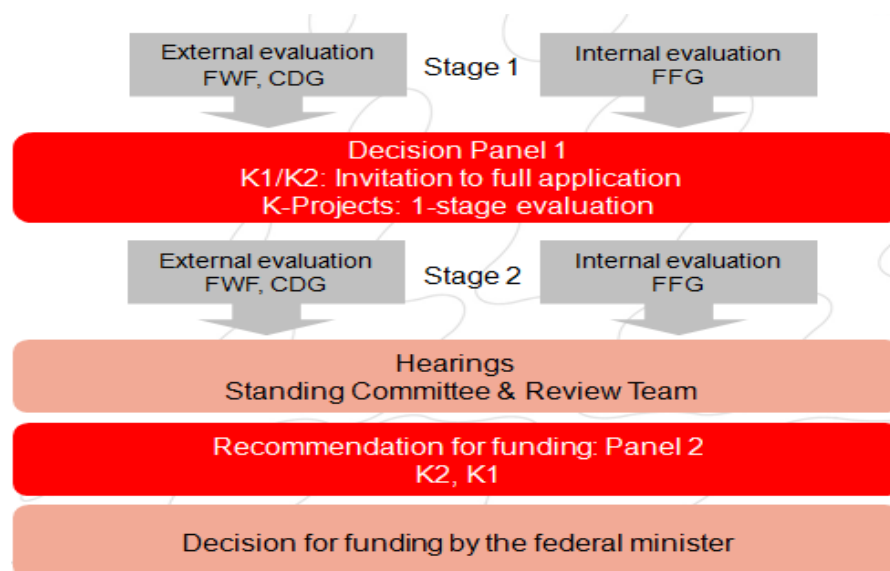 External evaluation
FWF, CDG
Stage 1
Internal evaluation
FFG
Decision Panel 1
K1/K2: Invitation to full application
K-Projects: 1-stage evaluation
External evaluation
FWF, CDG
Stage 2
Internal evaluation
FFG
Hearings
Standing Committee & Review Team
Recommendation for funding: Panel 2
K2, K1
Decision for funding by the federal minister